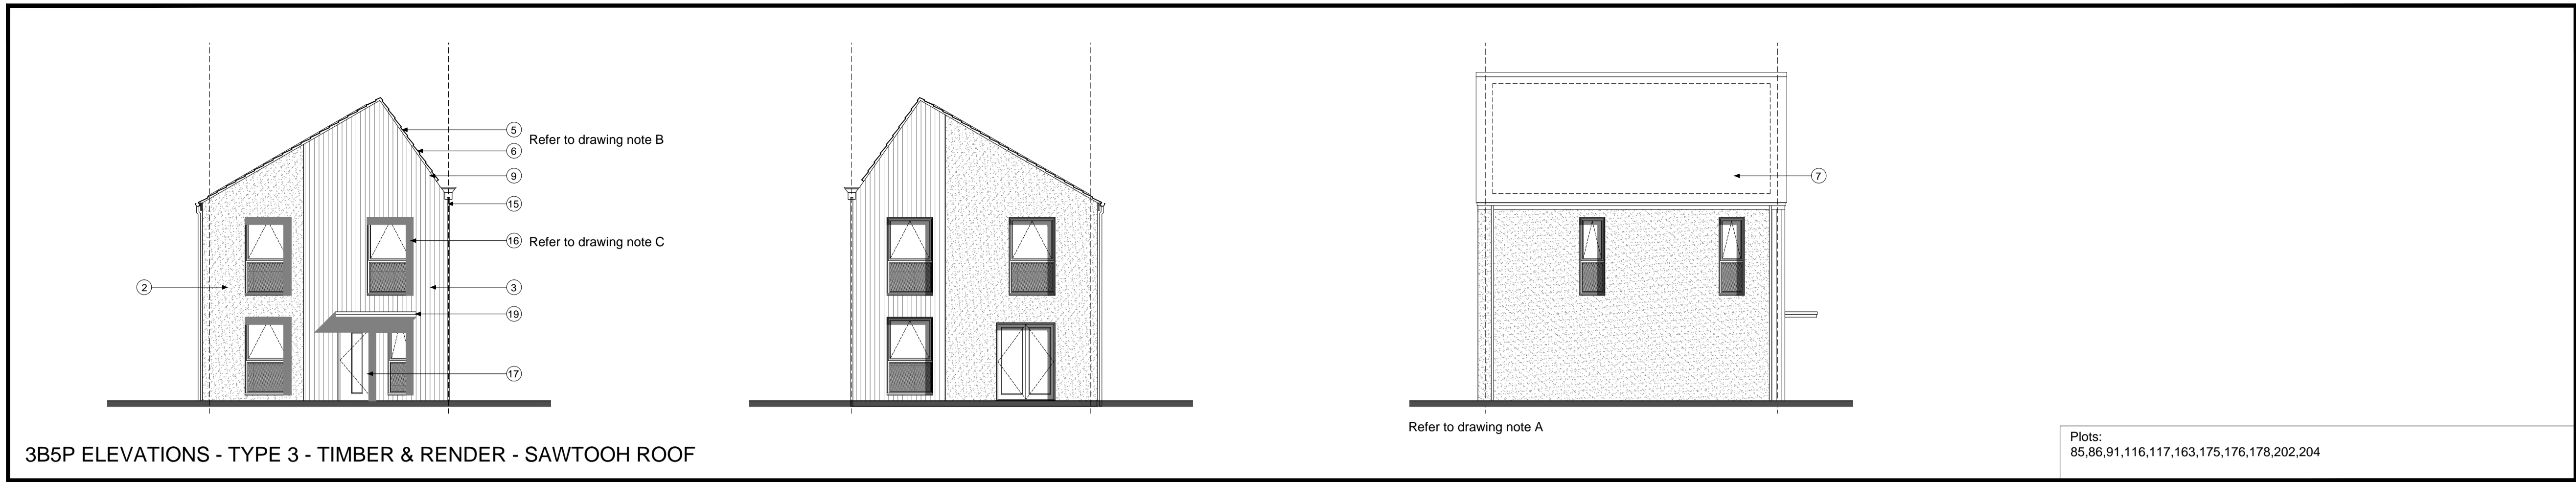 5
Refer to drawing note B
6
9
15
16 Refer to drawing note C
2
3
19
17
7
Refer to drawing note A
3B5P ELEVATIONS - TYPE 3 - TIMBER & RENDER - SAWTOOH ROOF
Plots:
85,86,91,116,117,163,175,176,178,202,204